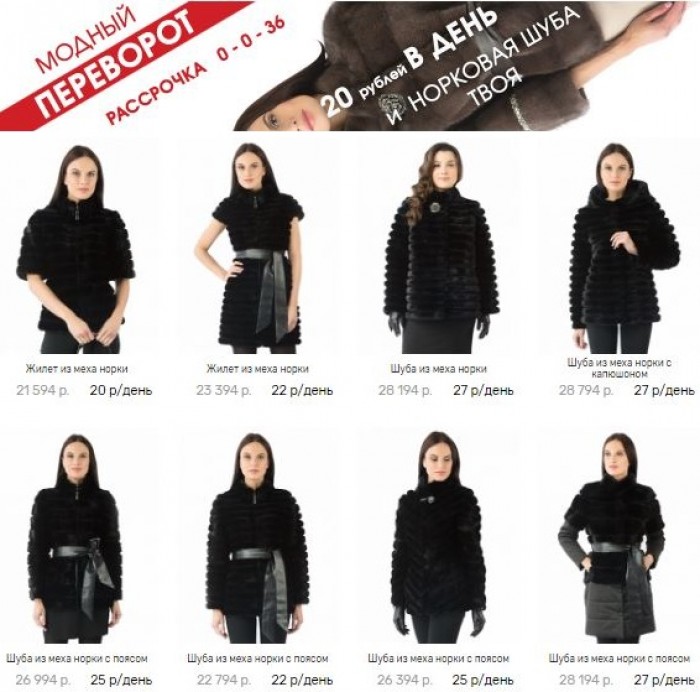 МОДНЫЙ
ПЕРЕВОРОТ
РАССРОЧКА 0-0-36
20 рублей В ДЕНЬ
И НОРКОВАЯ ШУБА
ТВОЯ
Жилет из меха норки
21 594 р. 20 р/день
Жилет из меха норки
23 394 р. 22 р/день
Шуба из меха норки
28 194 р. 27 р/день
Шуба из меха норки с
капюшоном
28 794 р. 27 р/день
Шуба из меха норки с поясом
26 994 р. 25 р/день
Шуба из меха норки с поясом
22 794 р. 22 р/день
Шуба из меха норки с поясом
26 394 р. 25 р/день
Шуба из меха норки с поясом
28 194 р. 27 р/день